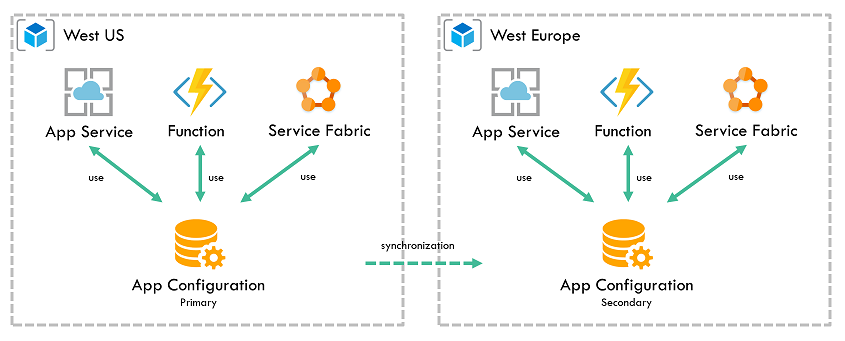 West US
App Service
Function
Service Fabric
use
use
use
App Configuration
Primary
synchronization
West Europe
App Service
Function
Service Fabric
use
use
use
App Configuration
Secondary